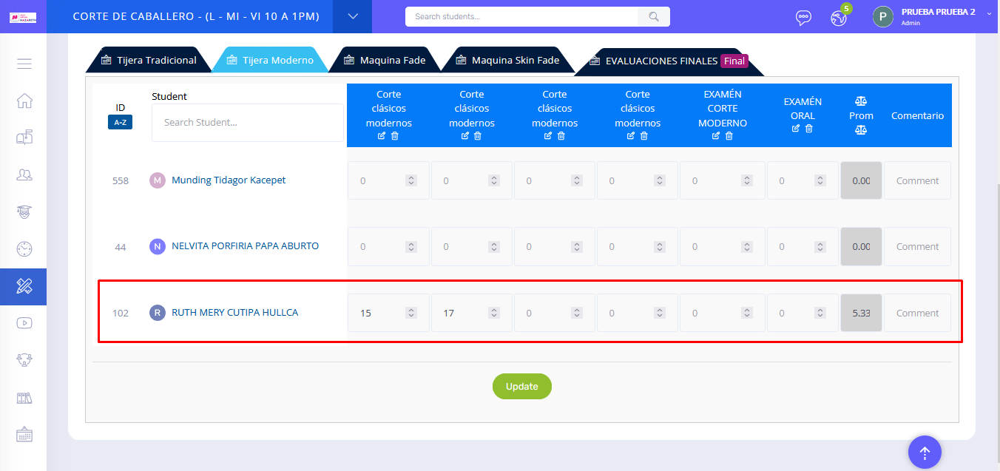 NAZARETH
CORTE DE CABALLERO - (L - MI - VI 10 A 1PM)
Search students...
5
P
PRUEBA PRUEBA 2
Admin
Tijera Tradicional
Tijera Moderno
Maquina Fade
Maquina Skin Fade
EVALUACIONES FINALES Final
ID
A-Z
Student
Search Student...
Corte
clásicos
modernos
Corte
clásicos
modernos
Corte
clásicos
modernos
Corte
clásicos
modernos
EXAMÉN
CORTE
MODERNO
EXAMÉN
ORAL
Prom
Comentario
558 M Munding Tidagor Kacepet 0 0 0 0 0 0 0.00 Comment
44 N NELVITA PORFIRIA PAPA ABURTO 0 0 0 0 0 0 0.00 Comment
102 R RUTH MERY CUTIPA HULLCA 15 17 0 0 0 0 5.33 Comment
Update